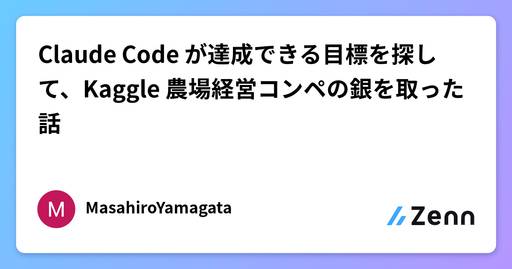 Claude Code が達成できる目標を探し
て、Kaggle 農場経営コンペの銀を取った
話
M
MasahiroYamagata
Zenn